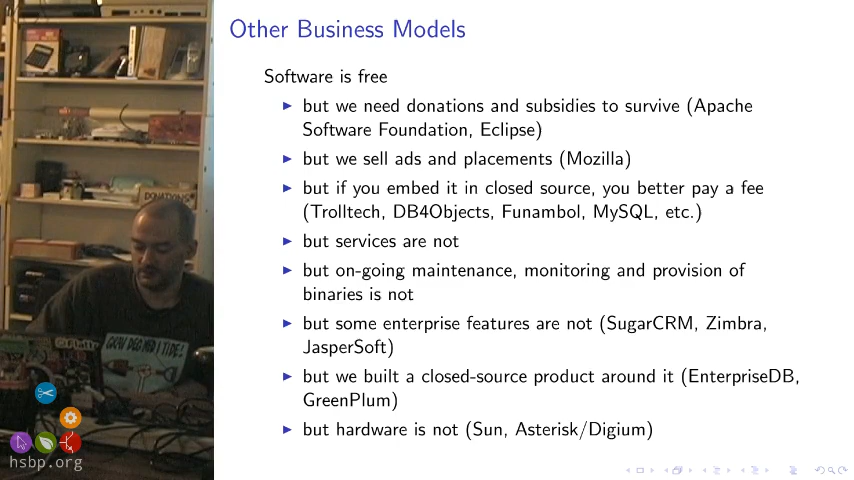 Other Business Models
Software is free
but we need donations and subsidies to survive (Apache
Software Foundation, Eclipse)
but we sell ads and placements (Mozilla)
but if you embed it in closed source, you better pay a fee
(Trolltech, DB4Objects, Funambol, MySQL, etc.)
but services are not
but on-going maintenance, monitoring and provision of
binaries is not
but some enterprise features are not (SugarCRM, Zimbra,
JasperSoft)
but we built a closed-source product around it (EnterpriseDB,
GreenPlum)
but hardware is not (Sun, Asterisk/Digium)
DONATIONS
hsbp.org